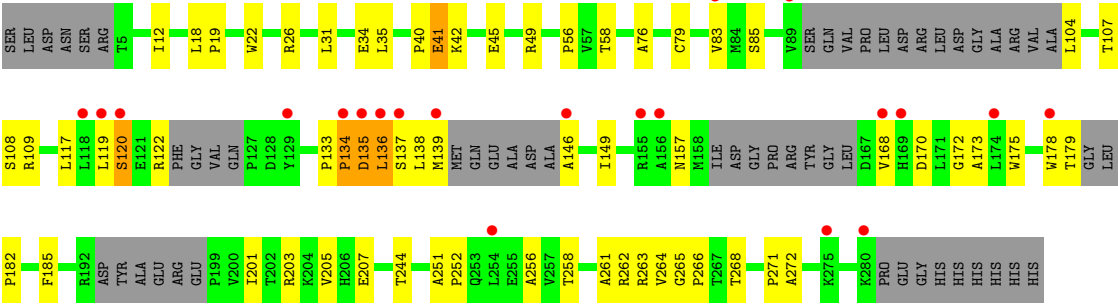 SER LEU ASP ASN SER ARG T5 I12 L18 P19 W22 R26 L31 E34 L35 P40 E41 K42 E45 R49 P56 V57 T58 A76 C79 V83 M84 S85 V89 SER GLN VAL PRO LEU ASP ARG LEU ASP GLY ALA ARG VAL ALA L104 T107
S108 R109 L117 L118 L119 S120 E121 R122 PHE GLY VAL GLN P127 D128 Y129 P133 P134 D135 L136 S137 L138 M139 MET GLN GLU ALA ASP ALA A146 I149 R155 A156 N157 M158 ILE ASP GLY PRO ARG TYR GLY LEU D167 V168 H169 D170 L171 G172 A173 L174 W175 W178 T179 GLY LEU
P182 F185 R192 ASP TYR ALA GLU ARG GLU P199 V200 I201 T202 R203 K204 V205 H206 E207 T244 A251 P252 Q253 L254 E255 A256 V257 T258 A261 R262 R263 V264 G265 P266 T267 T268 P271 A272 K275 K280 PRO GLU GLY HIS HIS HIS HIS HIS HIS